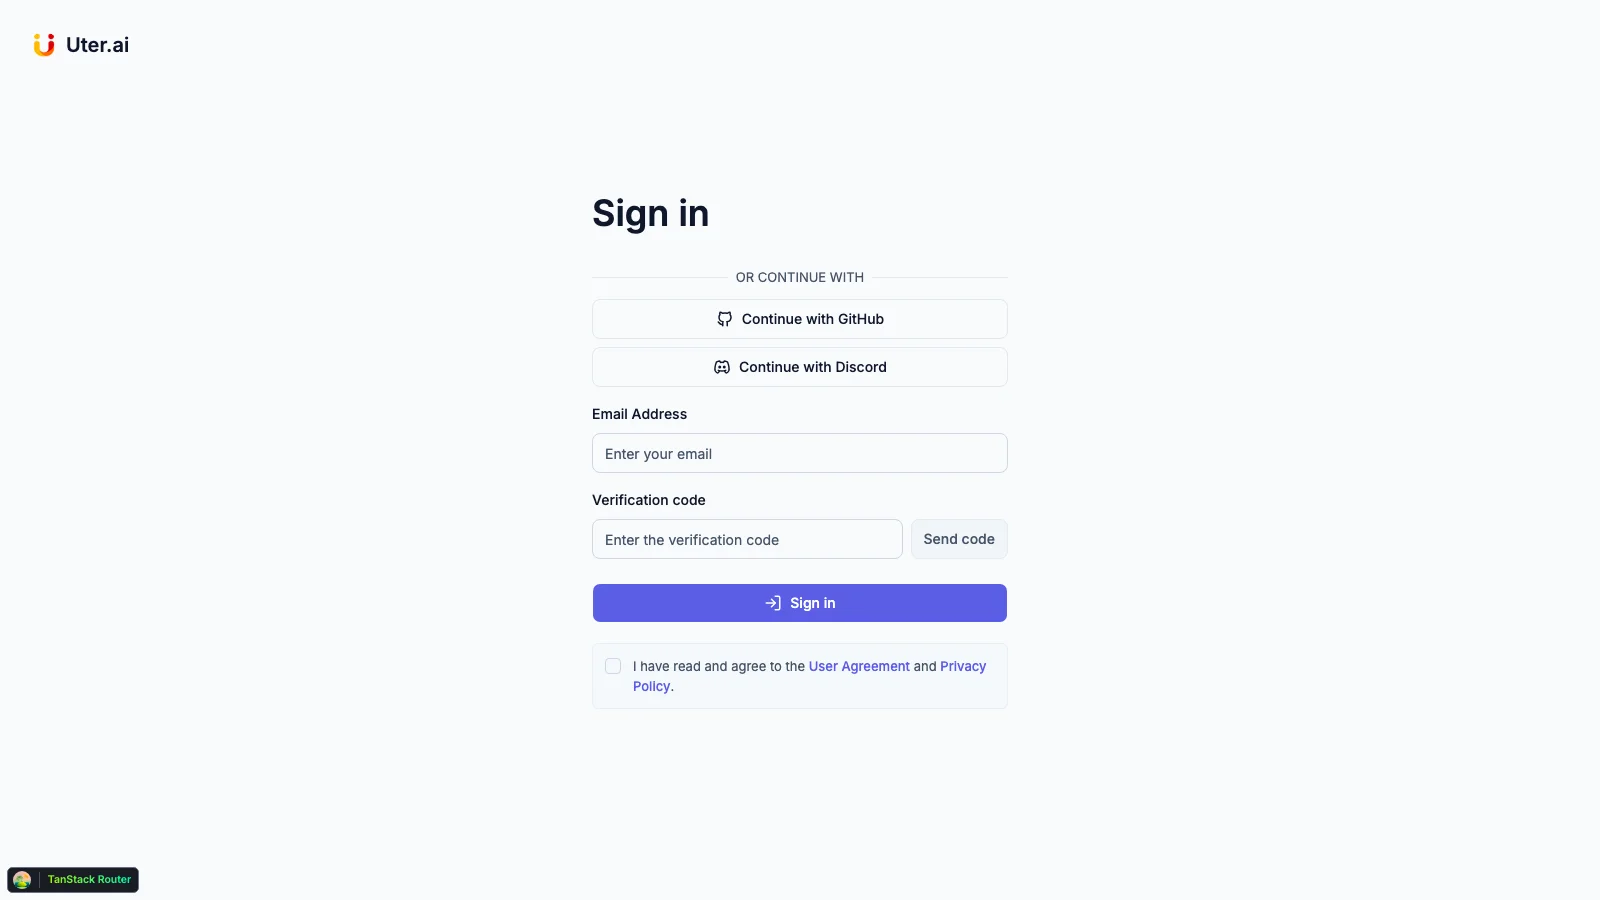 Uter.ai
Sign in
OR CONTINUE WITH
Continue with GitHub
Continue with Discord
Email Address
Enter your email
Verification code
Enter the verification code
Send code
Sign in
I have read and agree to the User Agreement and Privacy
Policy.
TanStack Router